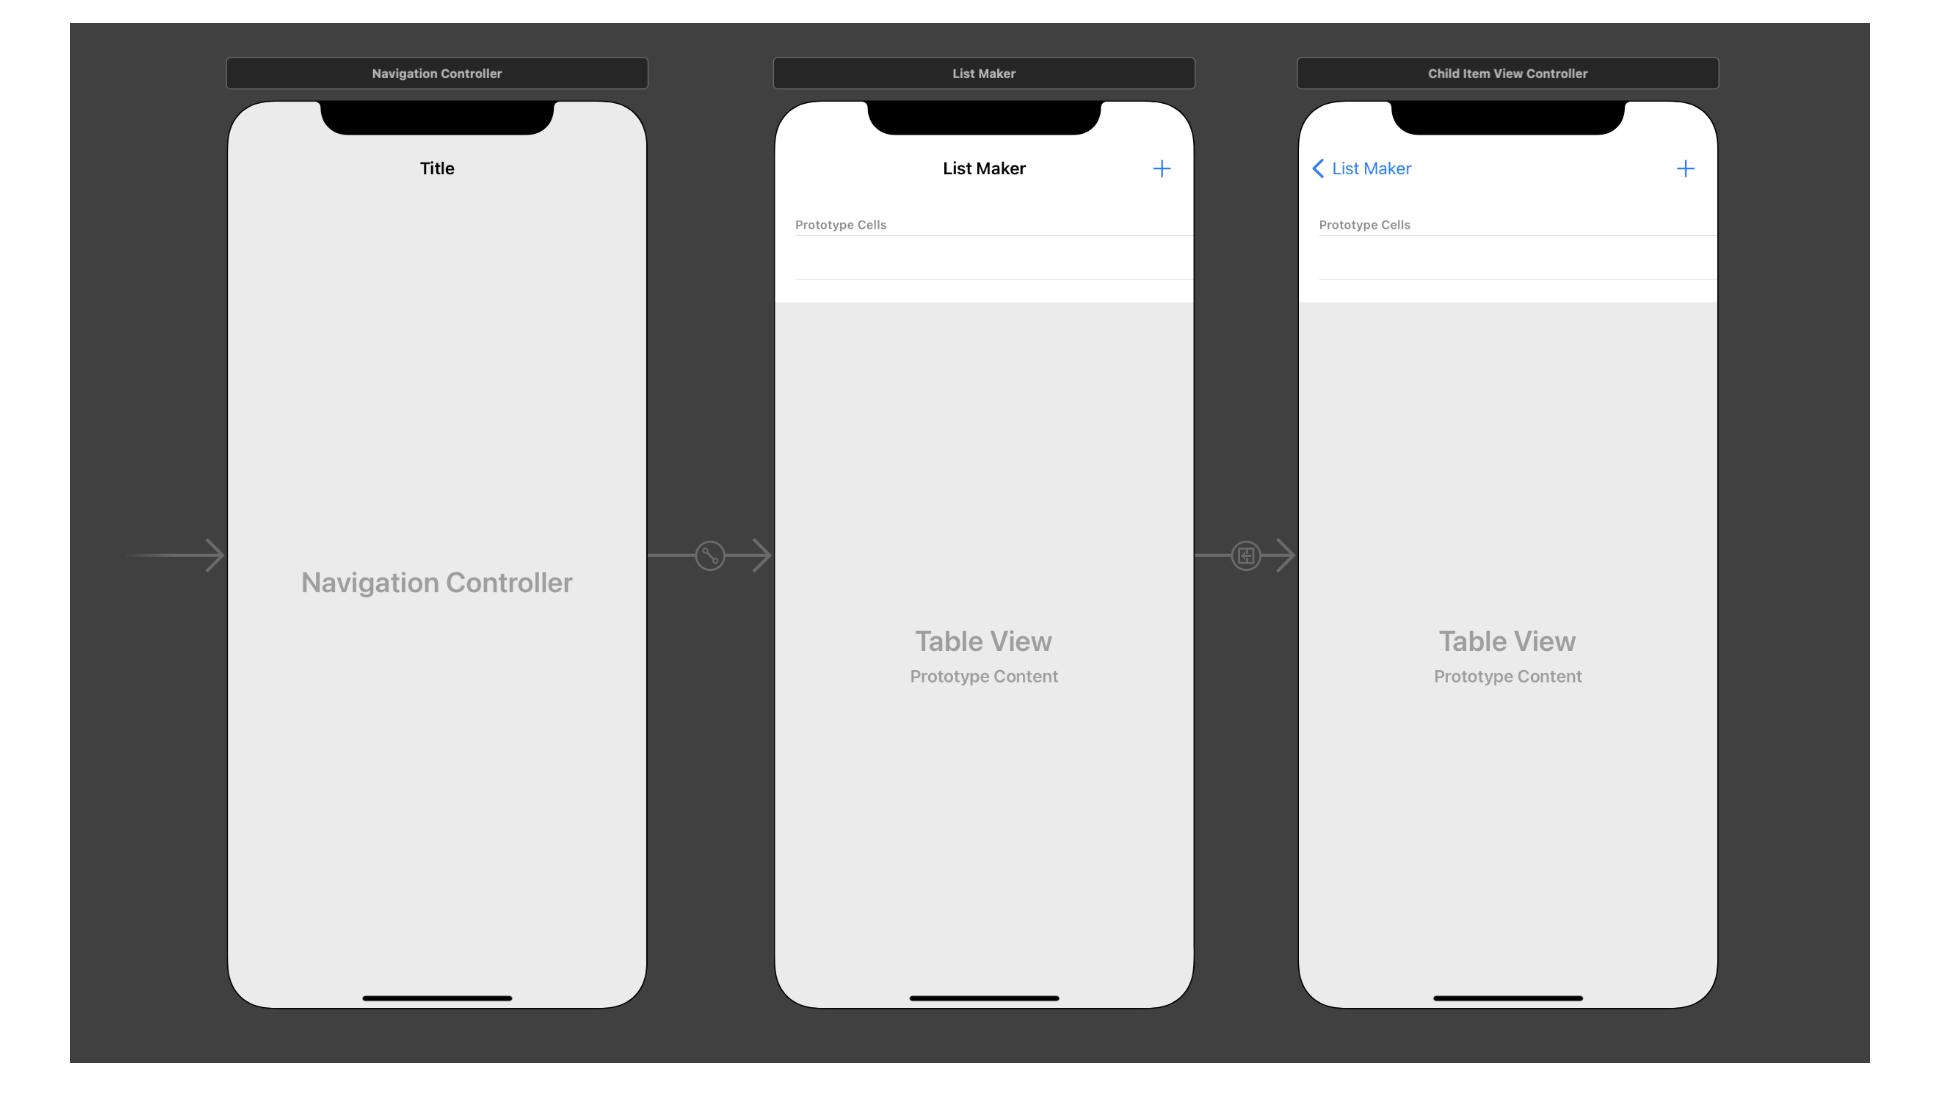 Navigation Controller
Title
Navigation Controller
List Maker
List Maker
Prototype Cells
Table View
Prototype Content
Child Item View Controller
List Maker
Prototype Cells
Table View
Prototype Content